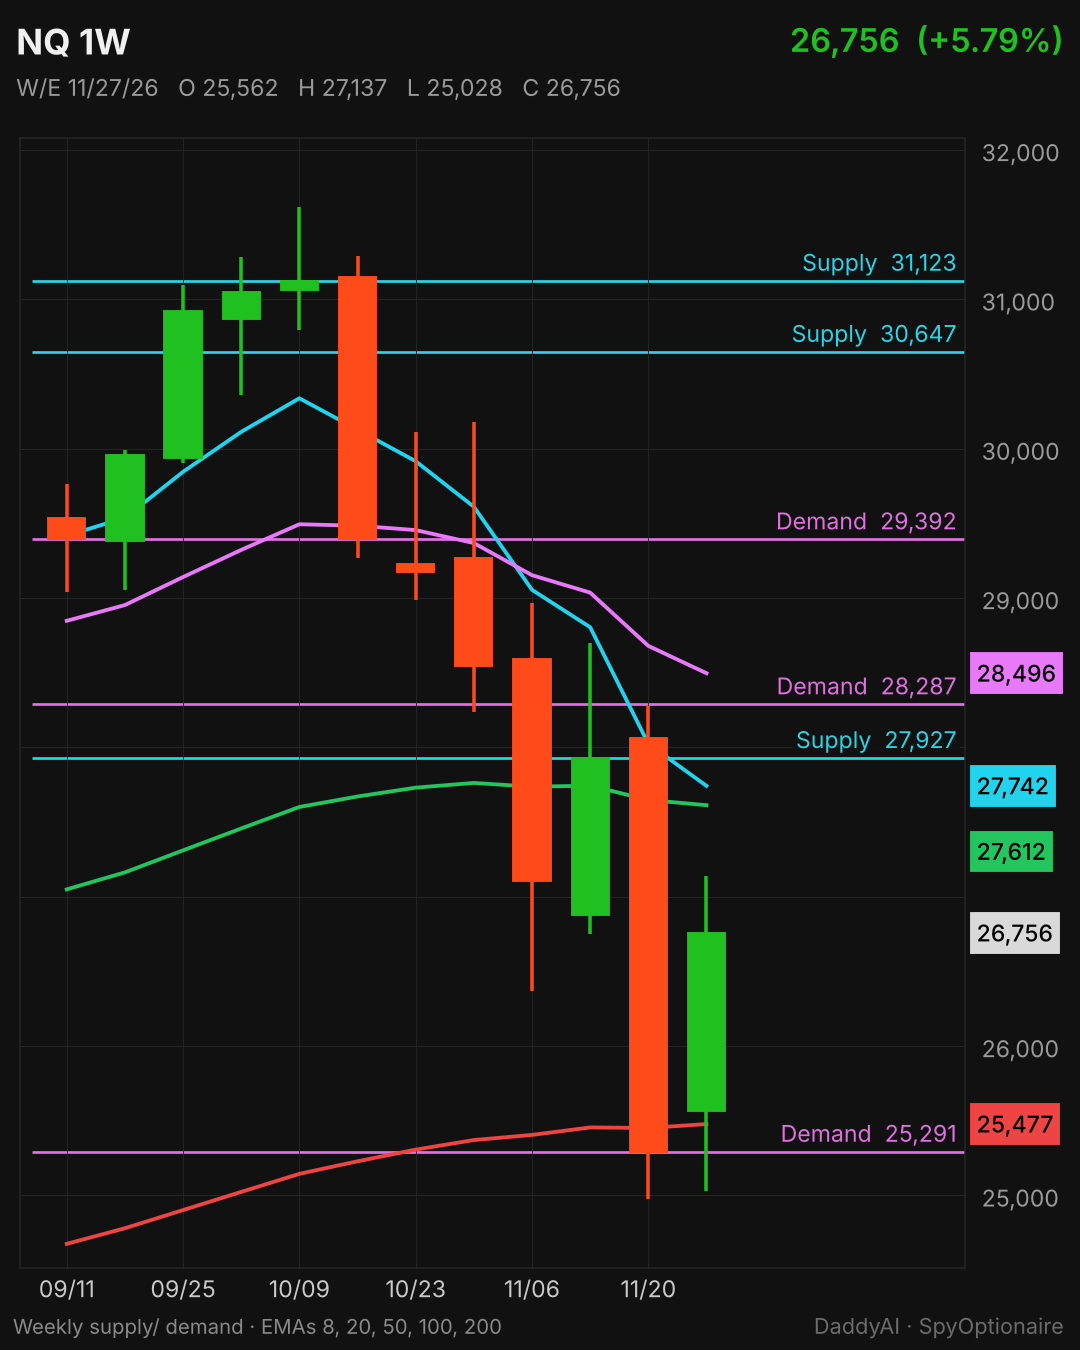 NQ 1W
26,756 (+5.79%)
W/E 11/27/26 O 25,562 H 27,137 L 25,028 C 26,756
32,000
Supply 31,123
31,000
Supply 30,647
30,000
Demand 29,392
29,000
28,496
Demand 28,287
Supply 27,927
27,742
27,612
26,756
26,000
25,477
Demand 25,291
25,000
09/11 09/25 10/09 10/23 11/06 11/20
Weekly supply/ demand · EMAs 8, 20, 50, 100, 200
DaddyAI · SpyOptionaire